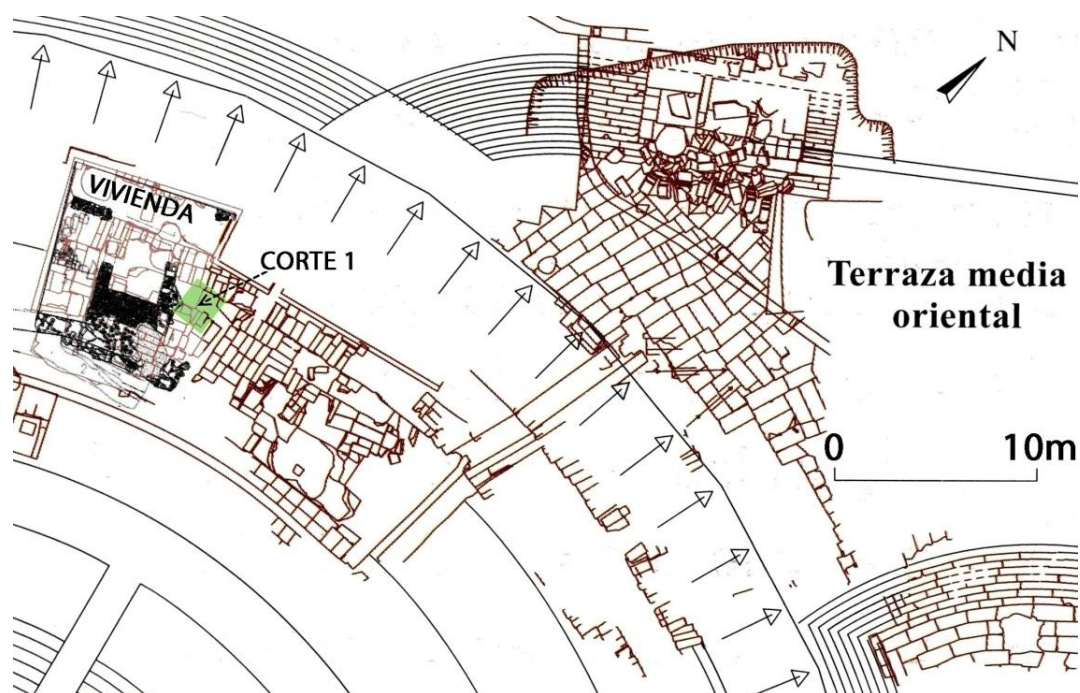 N
VIVIENDA
CORTE 1
Terraza media
oriental
0 10m